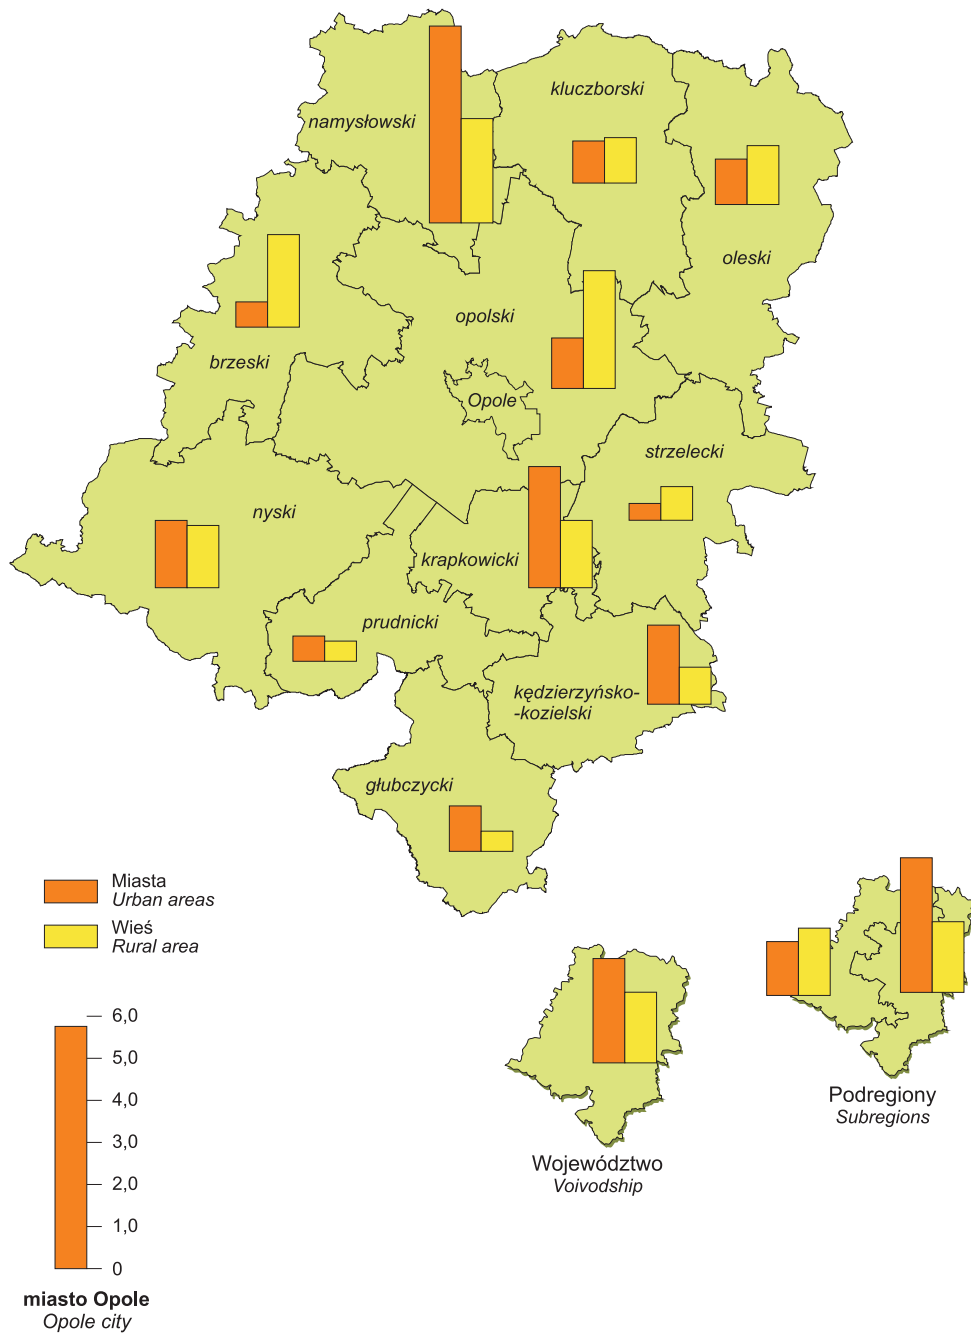 kluczborski
namysłowski
oleski
opolski
brzeski
Opole
strzelecki
nyski
krapkowicki
prudnicki
kędzierzyńsko-
-kozielski
głubczycki
Miasta
Urban areas
Wieś
Rural area
6,0
5,0
4,0
3,0
2,0
1,0
0
miasto Opole
Opole city
Województwo
Voivodship
Podregiony
Subregions